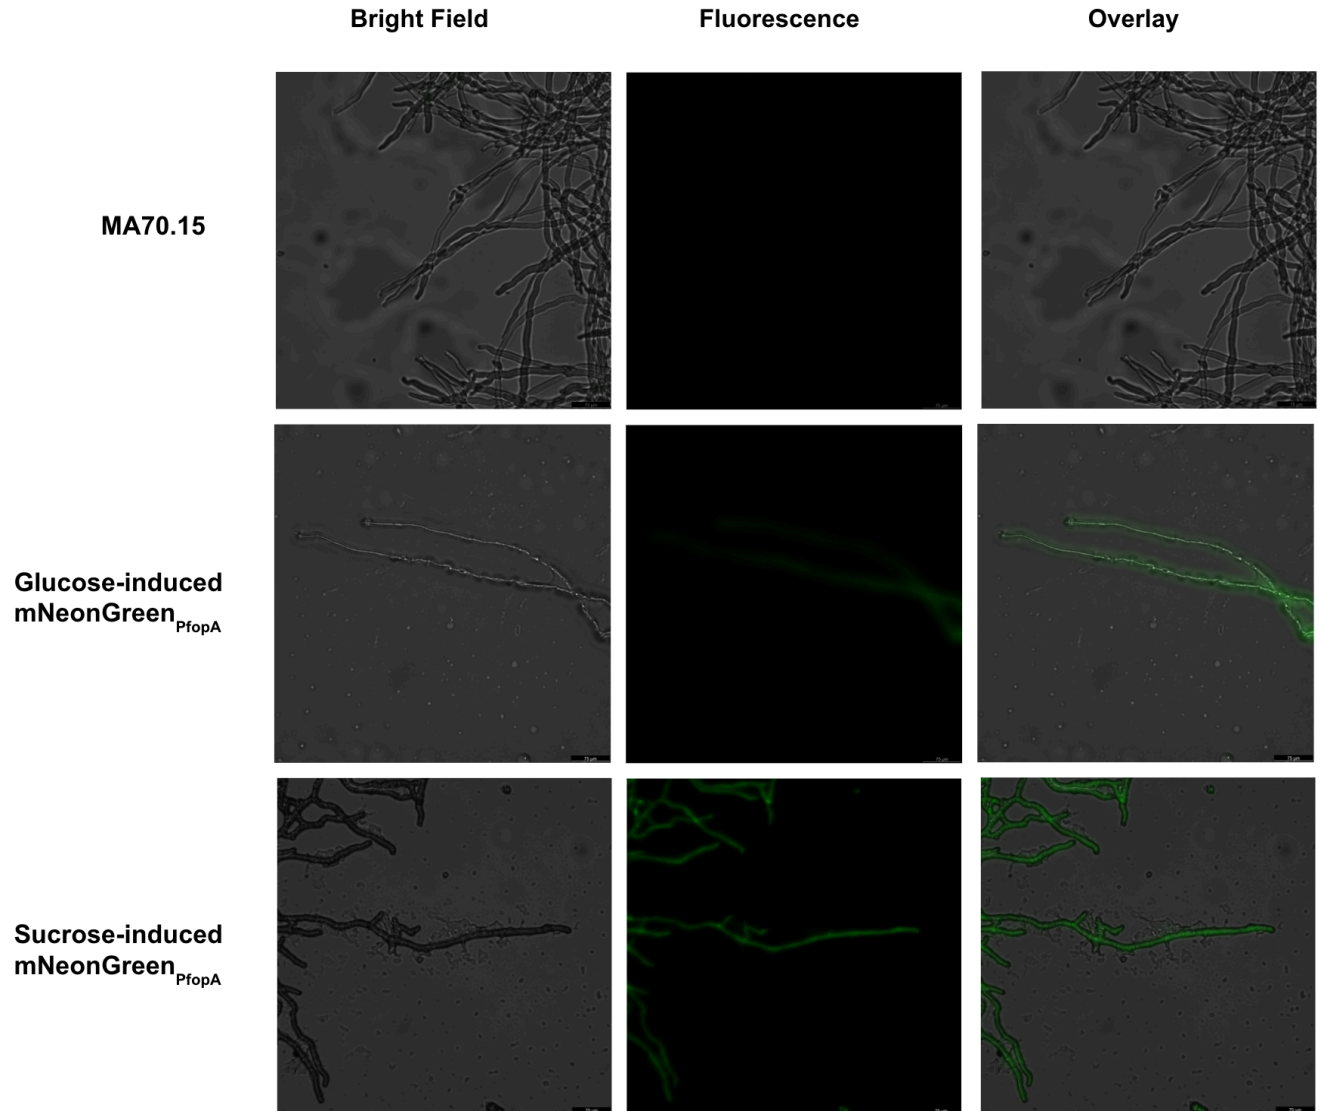 Bright Field Fluorescence Overlay
MA70.15
Glucose-induced
mNeonGreenPfopA
Sucrose-induced
mNeonGreenPfopA